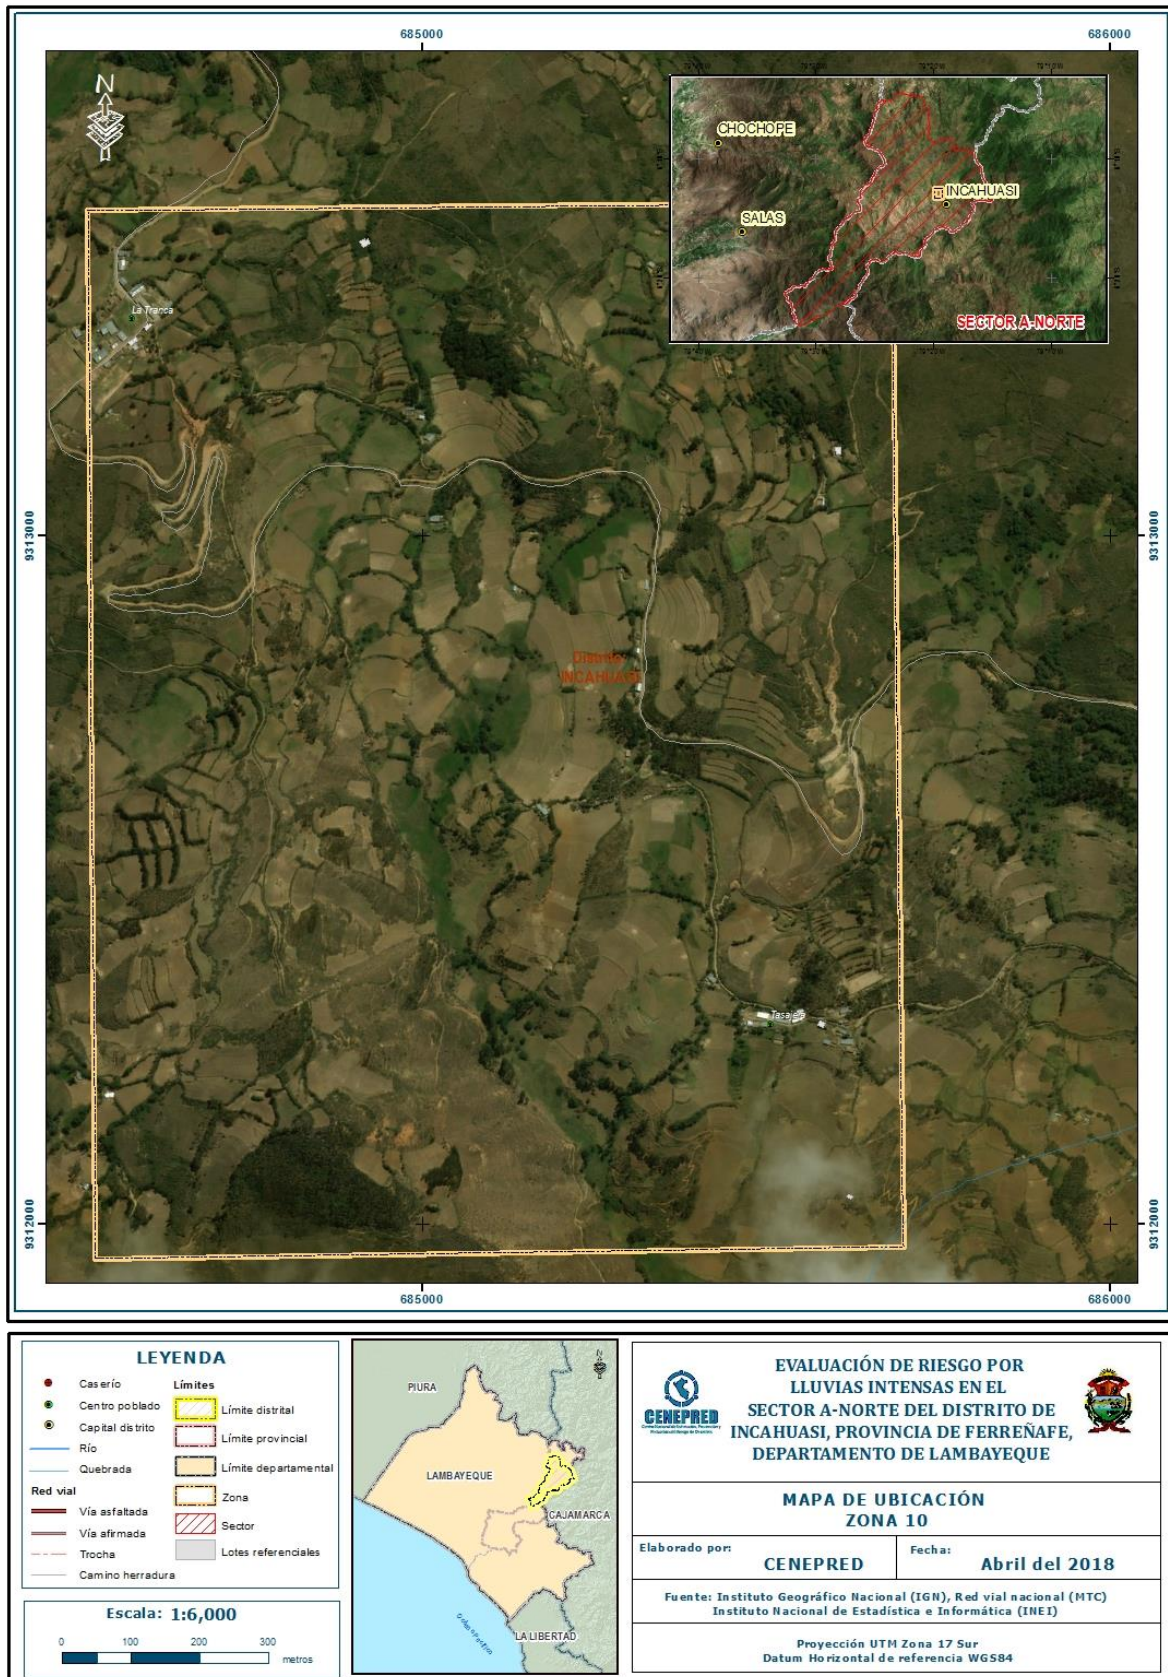 685000
686000
N
CHOCHOPE
INCAHUASI
SALAS
SECTOR A-NORTE
La Tranca
9313000
9313000
Distrito:
INCAHUASI
Tasajera
9312000
9312000
685000
686000
LEYENDA
Caserío
Centro poblado
Capital distrito
Río
Quebrada
Red vial
Vía asfaltada
Vía afirmada
Trocha
Camino herradura
Límites
Límite distrital
Límite provincial
Límite departamental
Zona
Sector
Lotes referenciales
Escala: 1:6,000
0 100 200 300
metros
PIURA
LAMBAYEQUE
CAJAMARCA
LA LIBERTAD
Océano Pacífico
CENEPRED
EVALUACIÓN DE RIESGO POR
LLUVIAS INTENSAS EN EL
SECTOR A-NORTE DEL DISTRITO DE
INCAHUASI, PROVINCIA DE FERREÑAFE,
DEPARTAMENTO DE LAMBAYEQUE
MAPA DE UBICACIÓN
ZONA 10
Elaborado por:
CENEPRED
Fecha:
Abril del 2018
Fuente: Instituto Geográfico Nacional (IGN), Red vial nacional (MTC)
Instituto Nacional de Estadística e Informática (INEI)
Proyección UTM Zona 17 Sur
Datum Horizontal de referencia WGS84